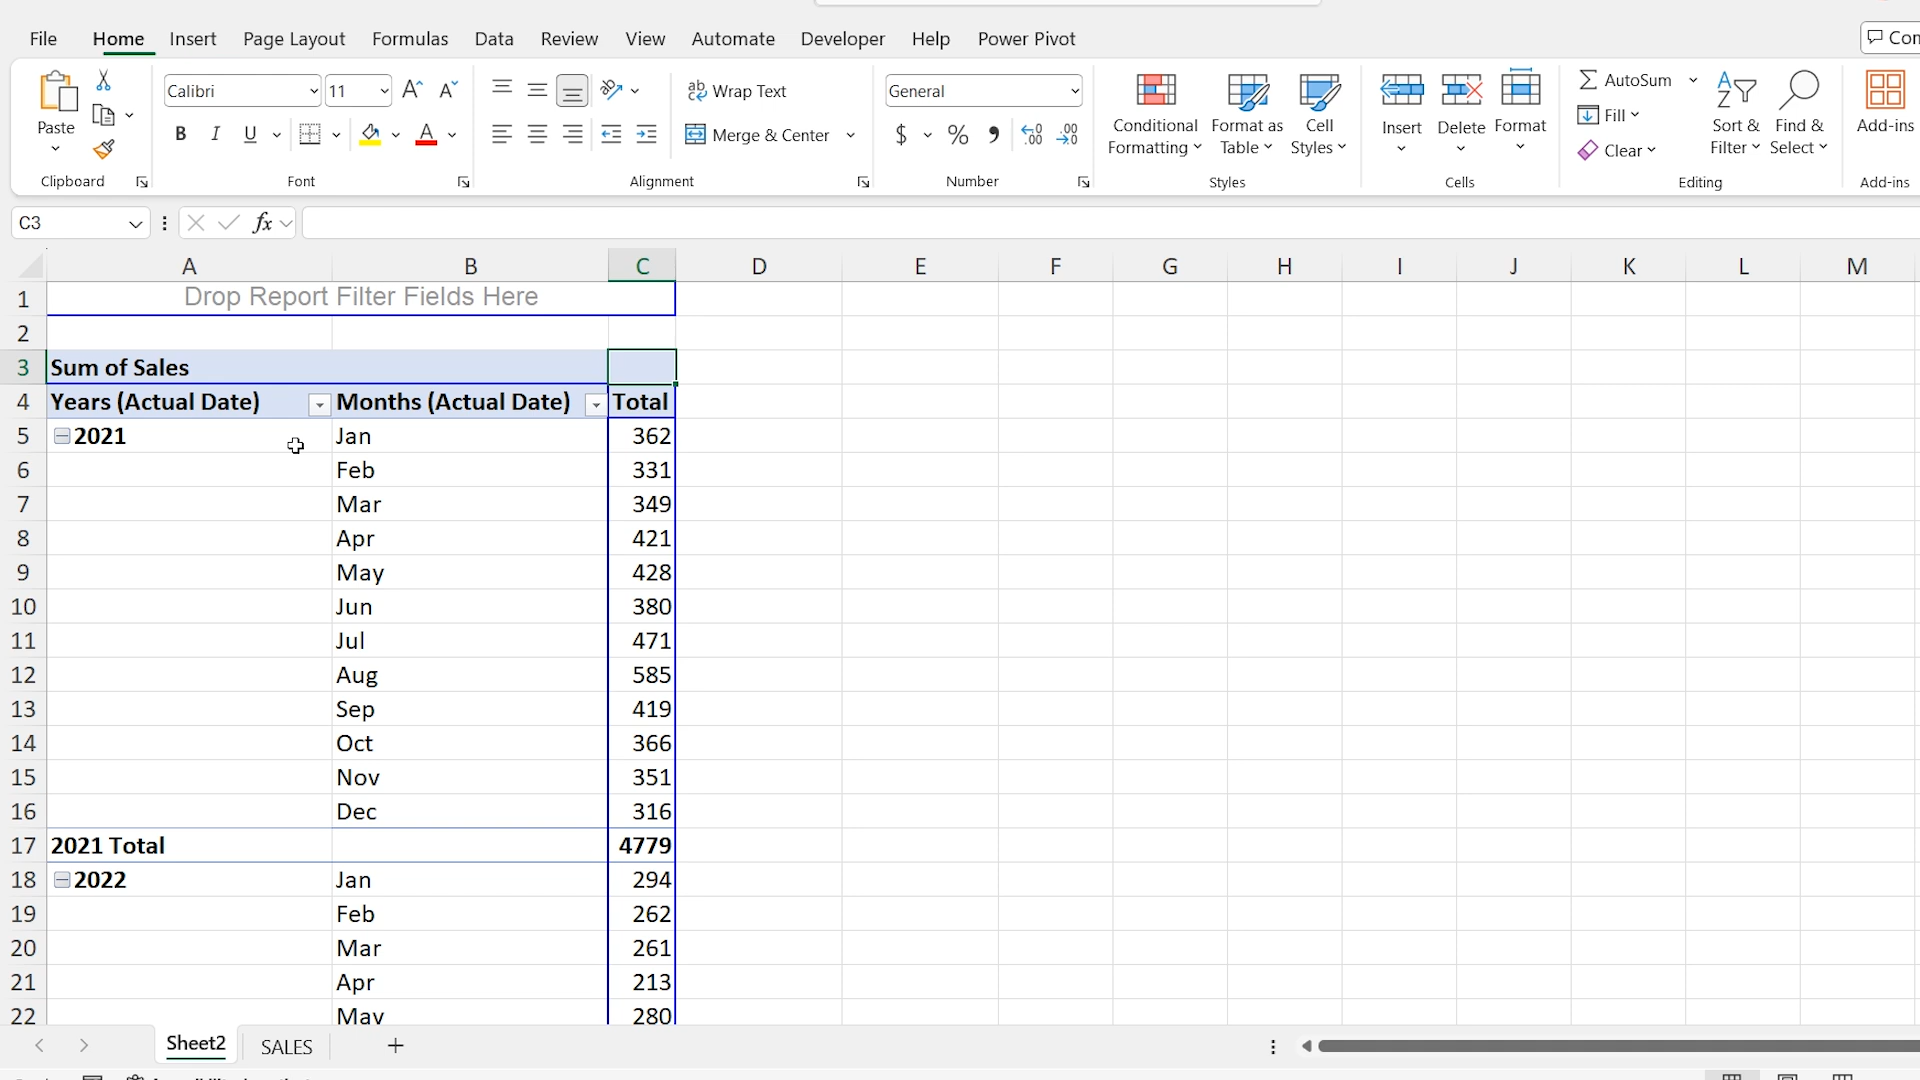 File Home Insert Page Layout Formulas Data Review View Automate Developer Help Power Pivot
Calibri 11 Wrap Text General AutoSum
Paste B I U Merge & Center $ % Conditional Formatting Format as Table Cell Styles Insert Delete Format Fill Clear Sort & Filter Find & Select Add-ins
Clipboard Font Alignment Number Styles Cells Editing Add-ins
C3 fx
A B C D E F G H I J K L M
1 Drop Report Filter Fields Here
2
3 Sum of Sales
4 Years (Actual Date) Months (Actual Date) Total
5 2021 Jan 362
6 Feb 331
7 Mar 349
8 Apr 421
9 May 428
10 Jun 380
11 Jul 471
12 Aug 585
13 Sep 419
14 Oct 366
15 Nov 351
16 Dec 316
17 2021 Total 4779
18 2022 Jan 294
19 Feb 262
20 Mar 261
21 Apr 213
22 May 280
Sheet2 SALES +